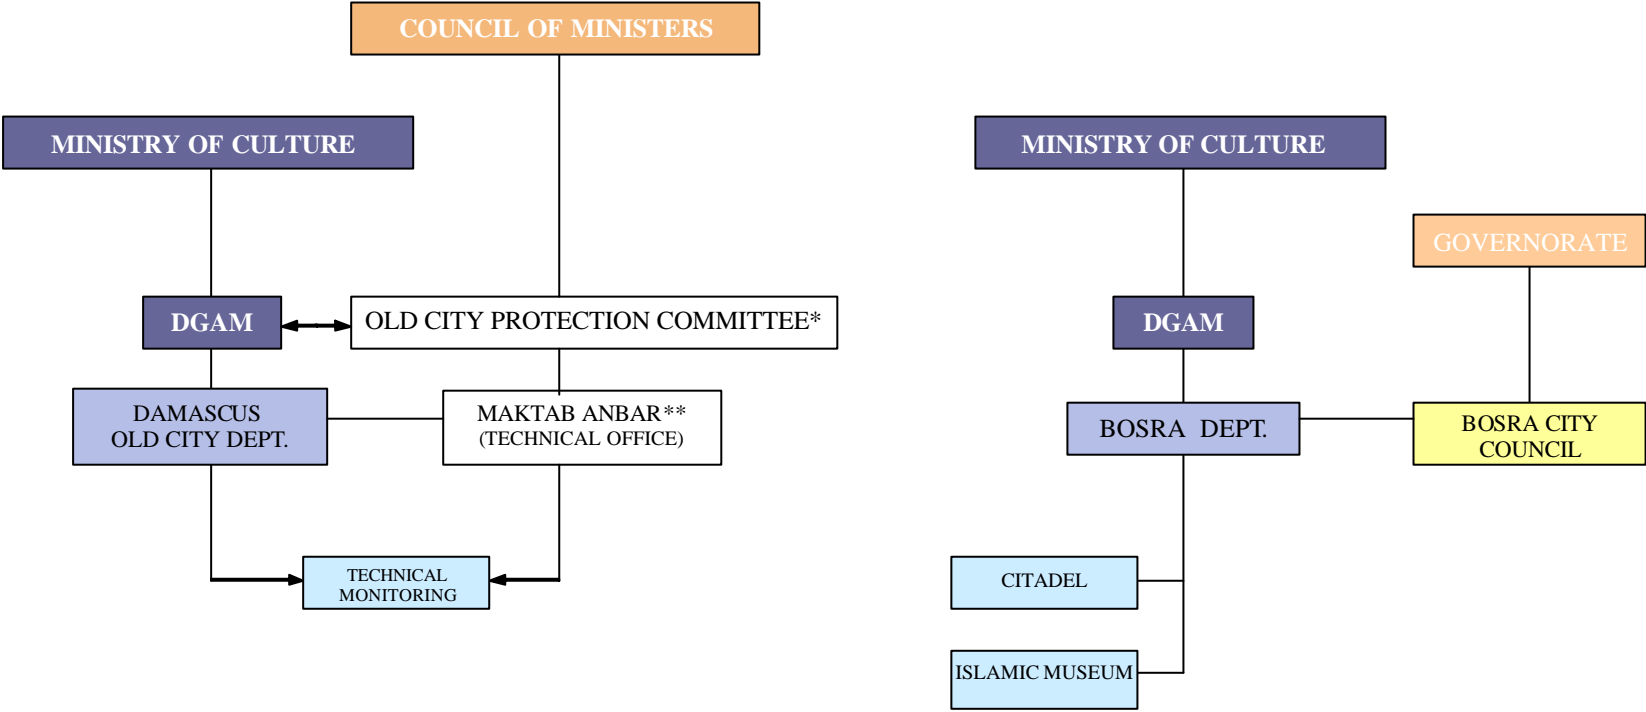 COUNCIL OF MINISTERS
MINISTRY OF CULTURE
DGAM
OLD CITY PROTECTION COMMITTEE*
DAMASCUS
OLD CITY DEPT.
MAKTAB ANBAR**
(TECHNICAL OFFICE)
TECHNICAL
MONITORING
MINISTRY OF CULTURE
GOVERNORATE
DGAM
BOSRA DEPT.
BOSRA CITY
COUNCIL
CITADEL
ISLAMIC MUSEUM